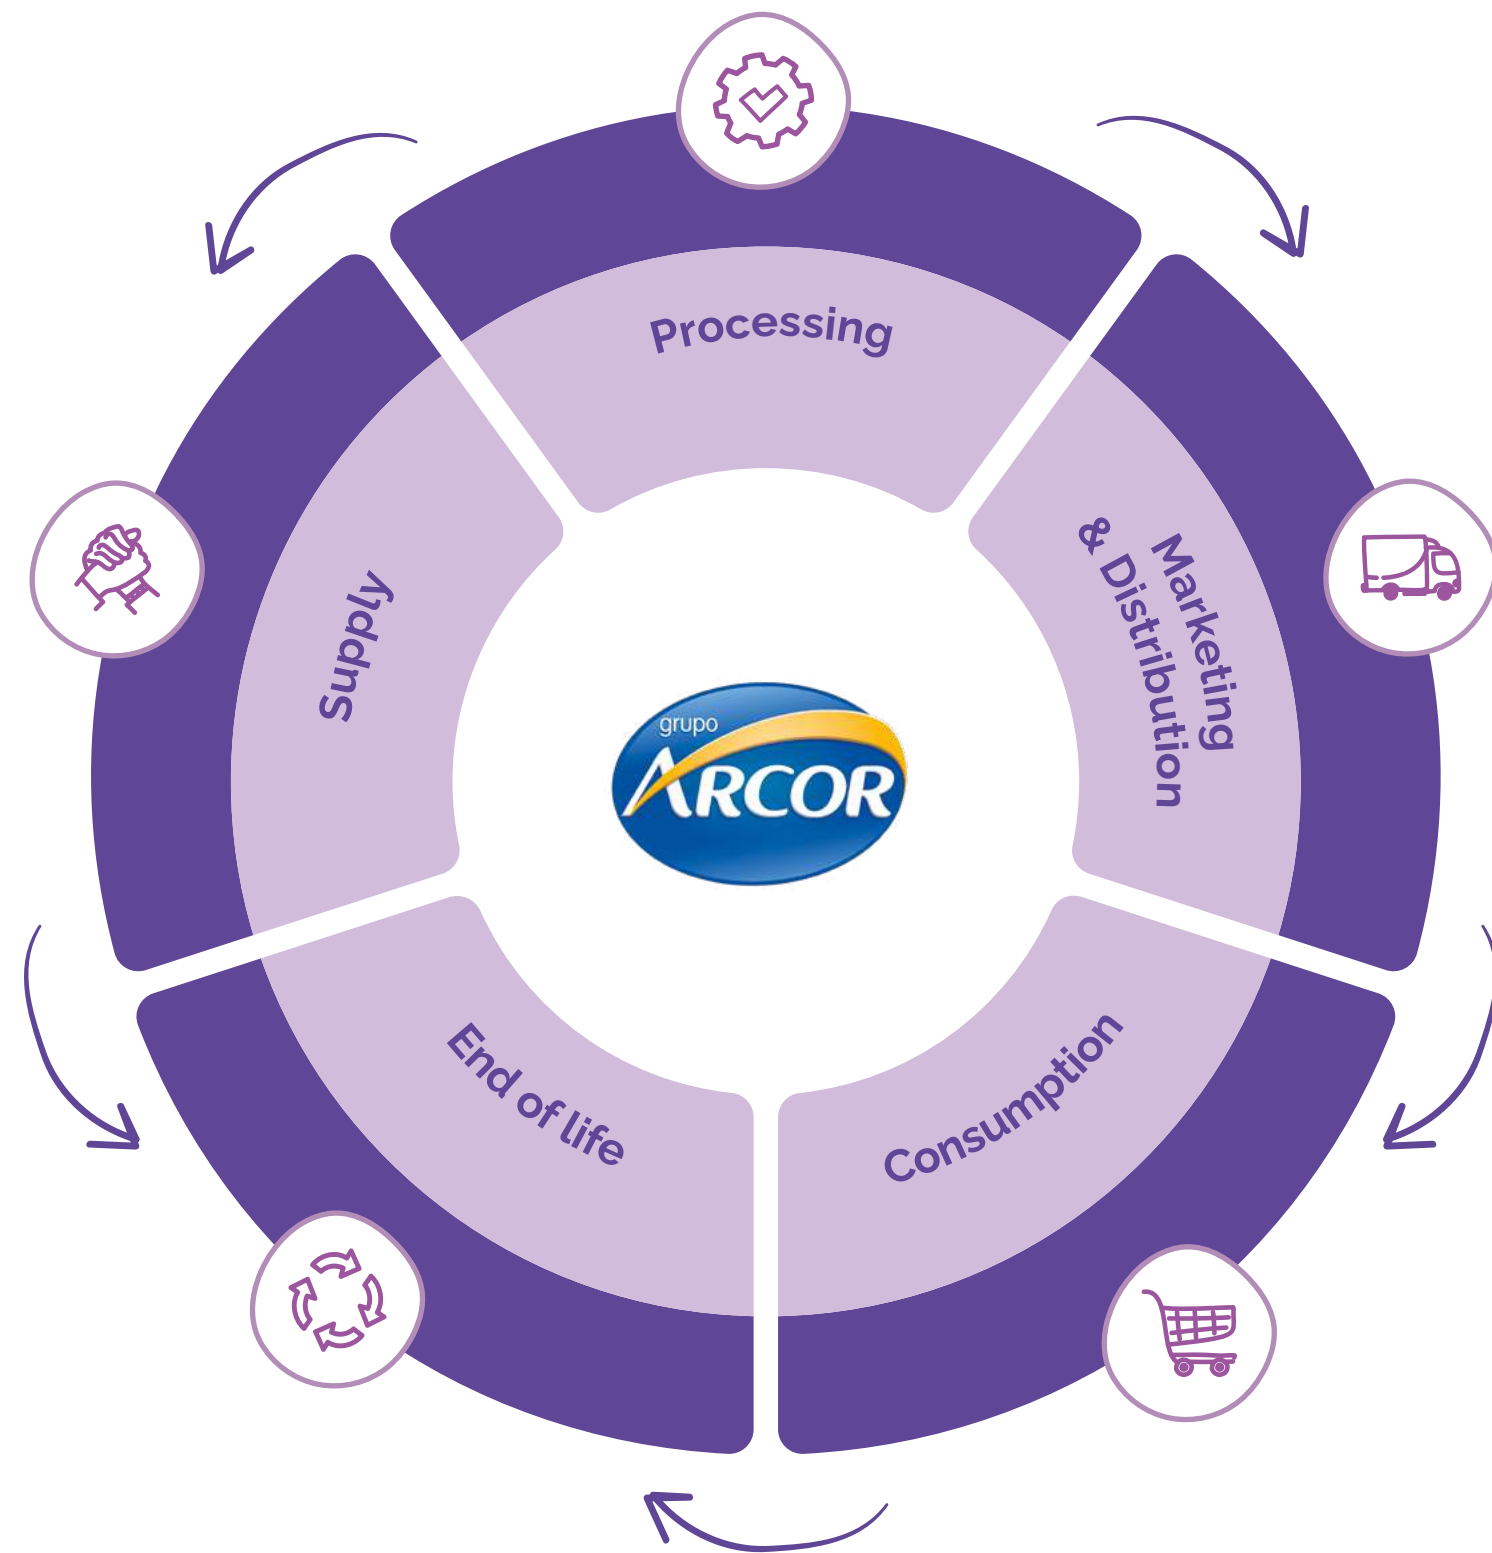 Processing
Marketing
& Distribution
Consumption
End of life
Supply
grupo
ARCOR